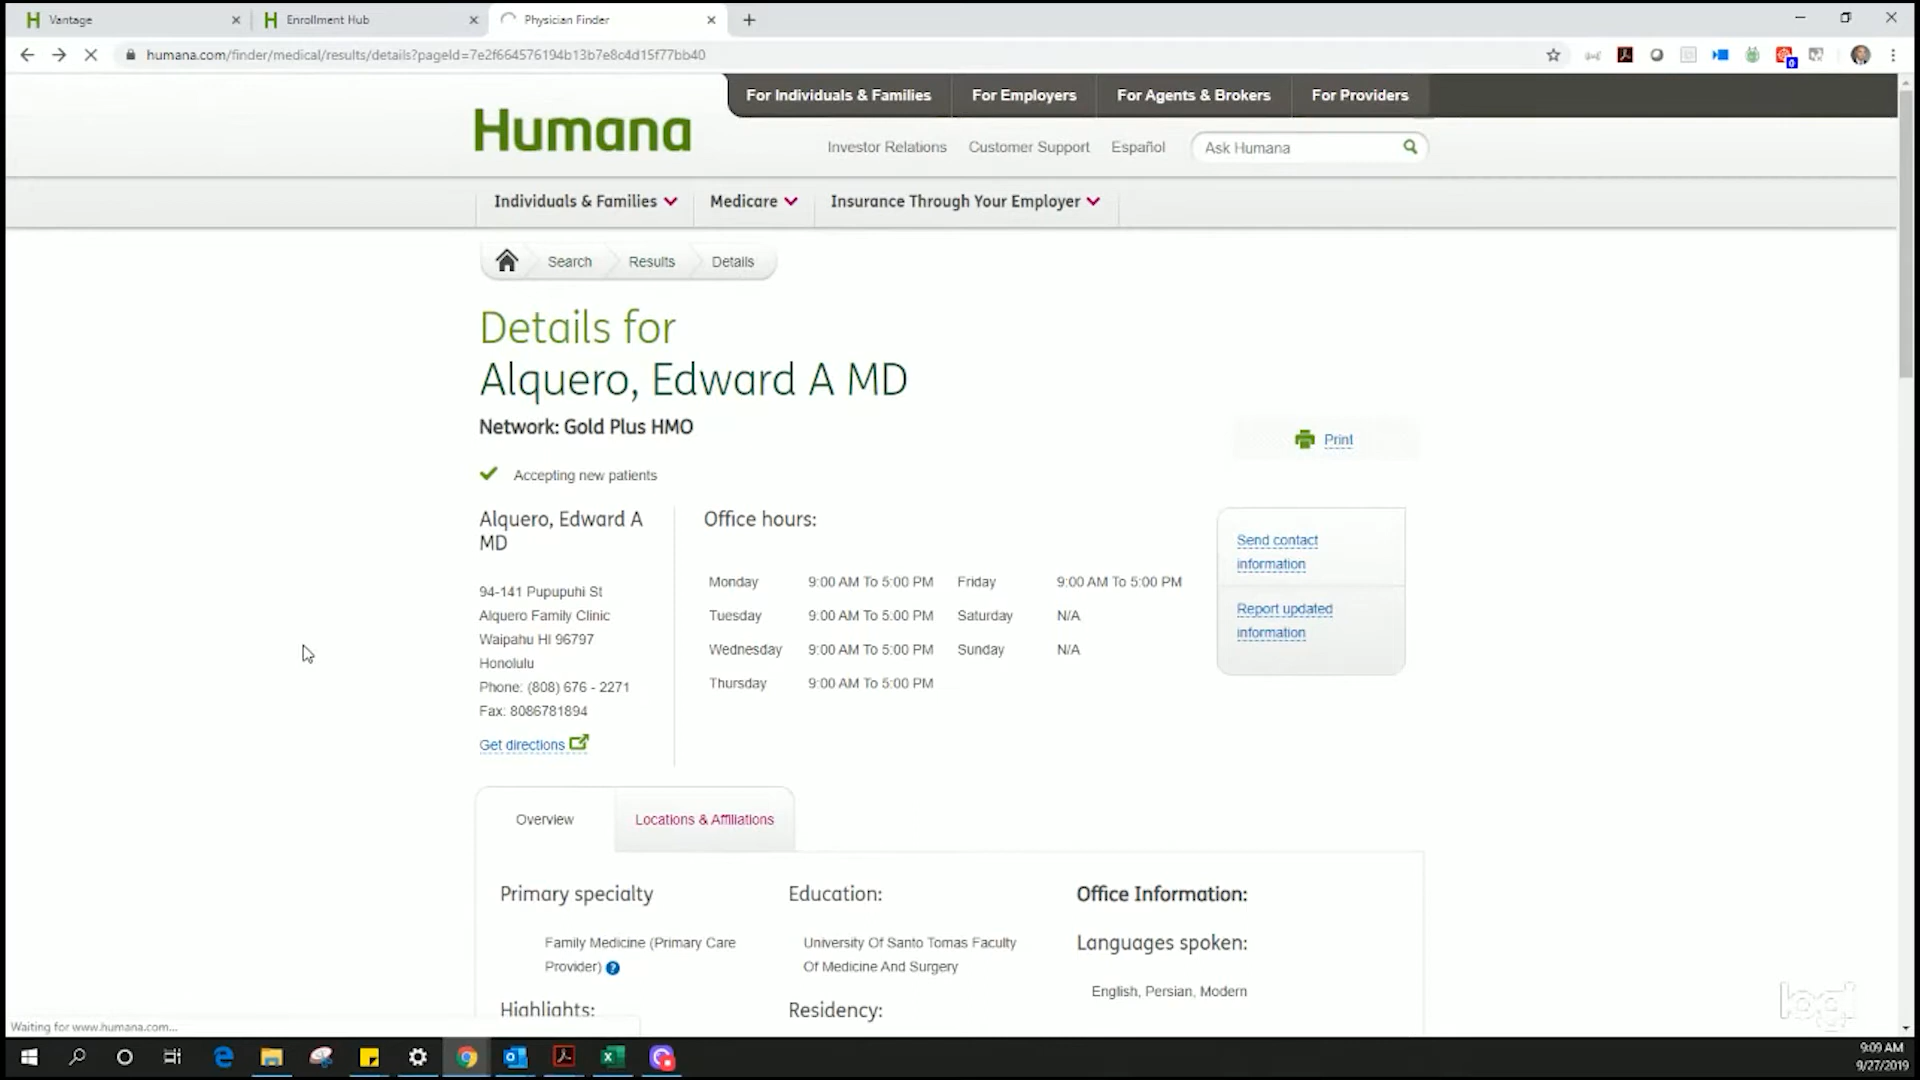 Vantage
Enrollment Hub
Physician Finder
humana.com/finder/medical/results/details?pageId=7e2f664576194b13b7e8c4d15f77bb40
For Individuals & Families
For Employers
For Agents & Brokers
For Providers
Humana
Investor Relations
Customer Support
Español
Ask Humana
Individuals & Families
Medicare
Insurance Through Your Employer
Search
Results
Details
Details for
Alquero, Edward A MD
Network: Gold Plus HMO
Print
Accepting new patients
Alquero, Edward A
MD
94-141 Pupupuhi St
Alquero Family Clinic
Waipahu HI 96797
Honolulu
Phone: (808) 676 - 2271
Fax: 8086781894
Get directions
Office hours:
Monday 9:00 AM To 5:00 PM Friday 9:00 AM To 5:00 PM
Tuesday 9:00 AM To 5:00 PM Saturday N/A
Wednesday 9:00 AM To 5:00 PM Sunday N/A
Thursday 9:00 AM To 5:00 PM
Send contact
information
Report updated
information
Overview
Locations & Affiliations
Primary specialty
Family Medicine (Primary Care
Provider)
Highlights:
Education:
University Of Santo Tomas Faculty
Of Medicine And Surgery
Residency:
Office Information:
Languages spoken:
English, Persian, Modern
logi
Waiting for www.humana.com...
9:09 AM
9/27/2019